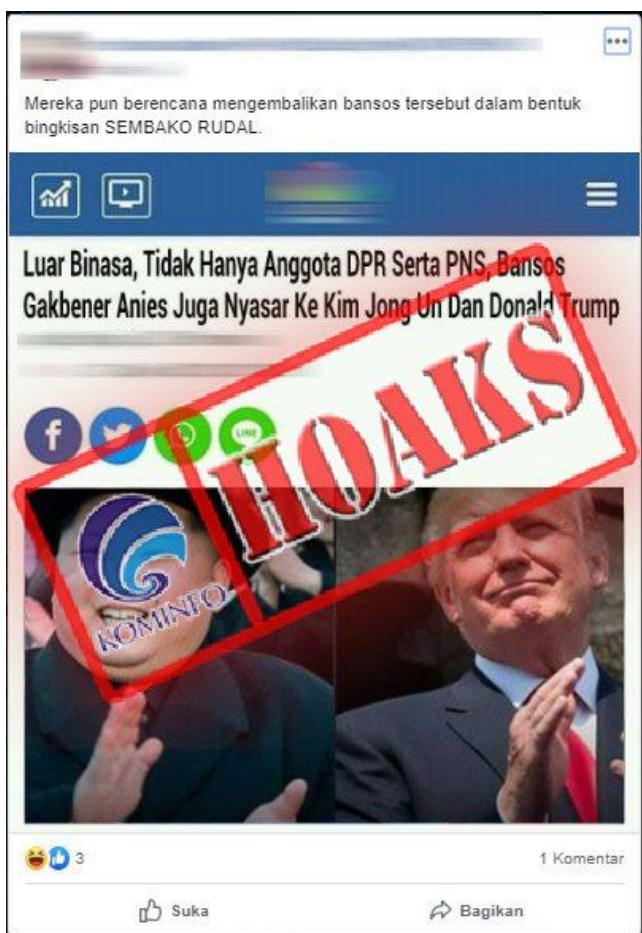 Mereka pun berencana mengembalikan bansos tersebut dalam bentuk
bingkisan SEMBAKO RUDAL.
Luar Binasa, Tidak Hanya Anggota DPR Serta PNS, Bansos
Gakbener Anies Juga Nyasar Ke Kim Jong Un Dan Donald Trump
f
LINE
HOAKS
KOMINFO
3
1 Komentar
Suka
Bagikan